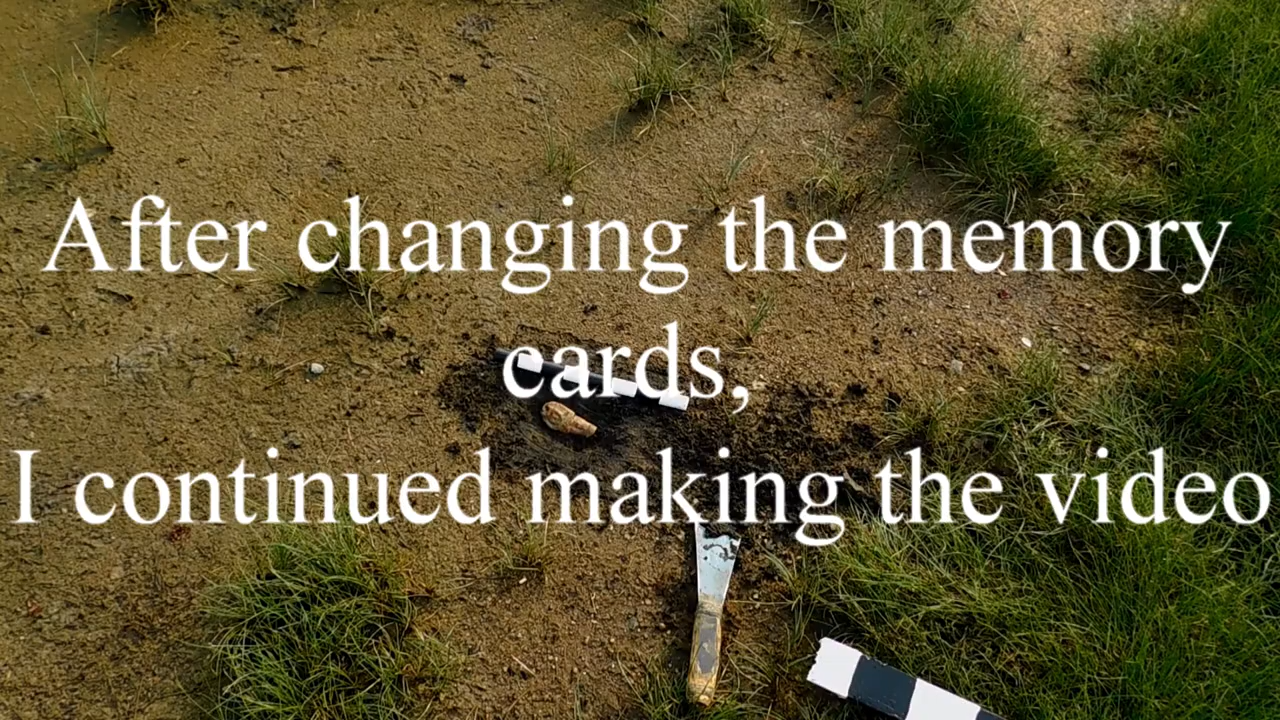 After changing the memory
cards,
I continued making the video